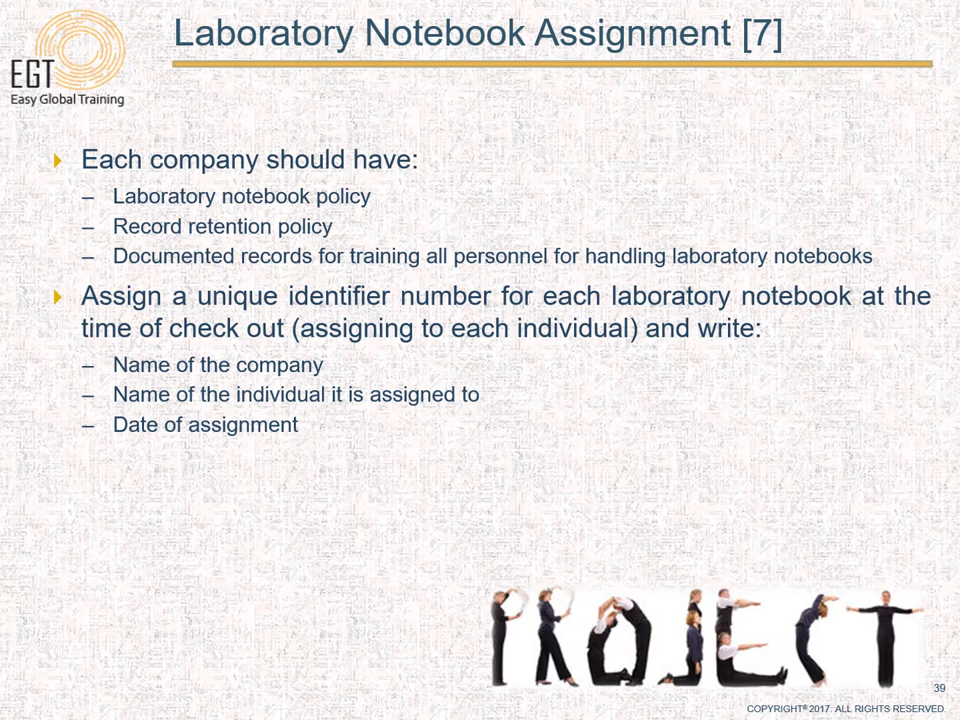 Laboratory Notebook Assignment [7]
EGT
Easy Global Training
Each company should have:
– Laboratory notebook policy
– Record retention policy
– Documented records for training all personnel for handling laboratory notebooks
Assign a unique identifier number for each laboratory notebook at the
time of check out (assigning to each individual) and write:
– Name of the company
– Name of the individual it is assigned to
– Date of assignment
PROJECT
39
COPYRIGHT® 2017. ALL RIGHTS RESERVED.